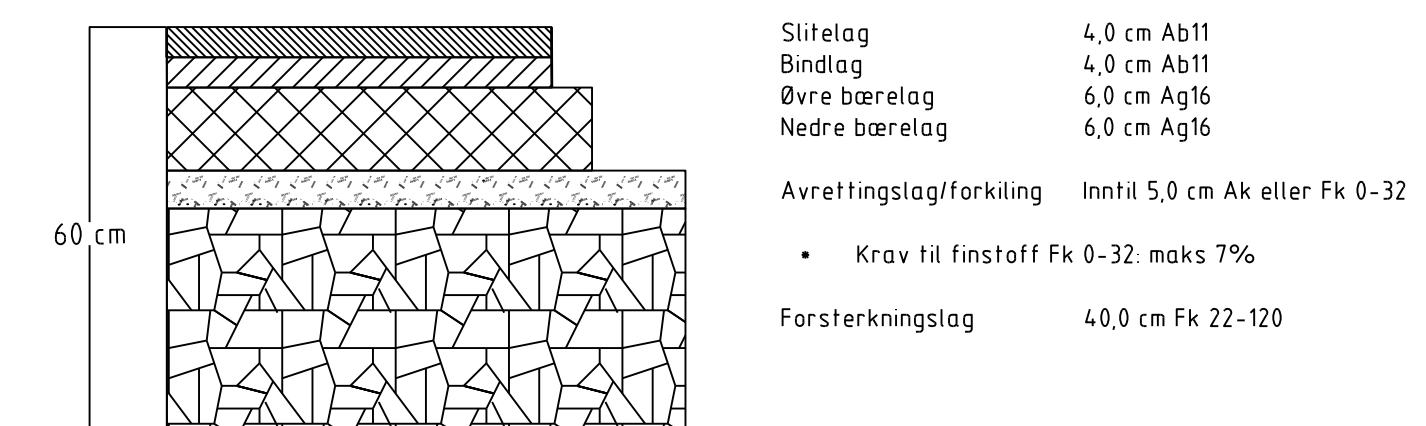 Slitelag 4,0 cm Ab11
Bindlag 4,0 cm Ab11
Øvre bærelag 6,0 cm Ag16
Nedre bærelag 6,0 cm Ag16
Avrettingslag/forkiling Inntil 5,0 cm Ak eller Fk 0-32
* Krav til finstoff Fk 0-32: maks 7%
Forsterkningslag 40,0 cm Fk 22-120
60 cm